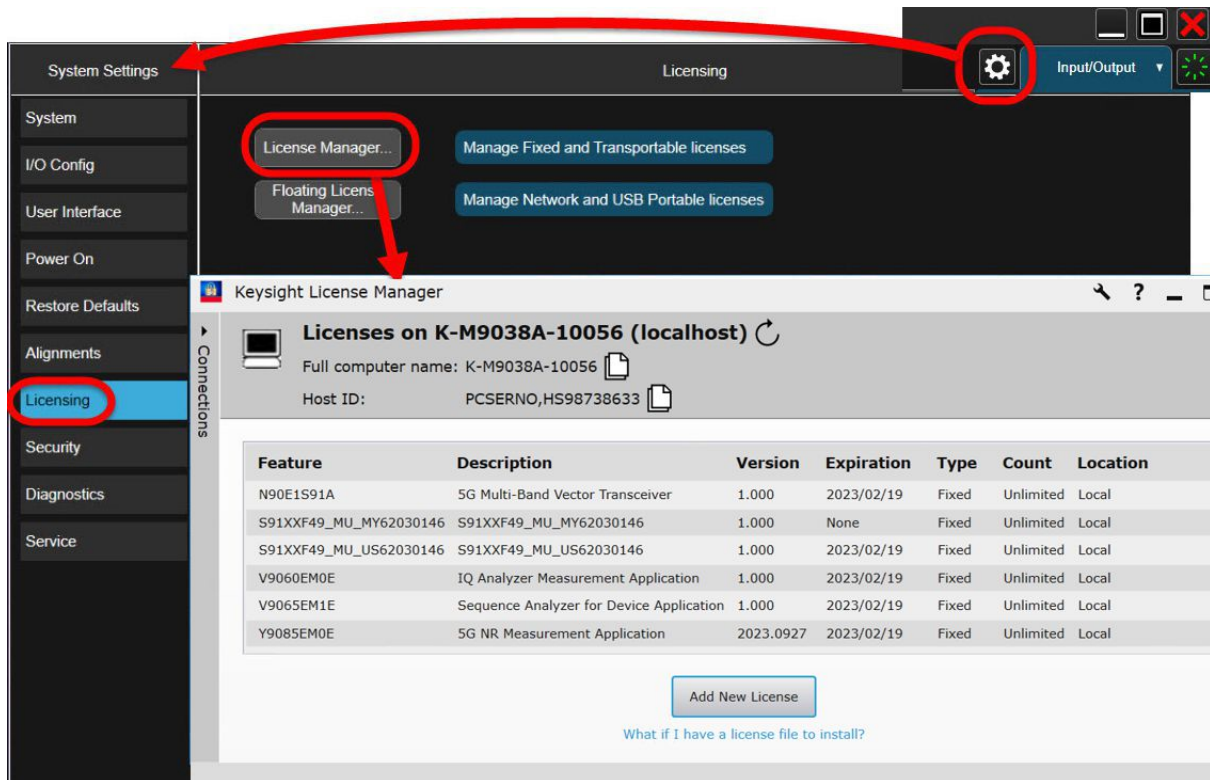 System Settings
Licensing
Input/Output
System
I/O Config
User Interface
Power On
Restore Defaults
Alignments
Licensing
Security
Diagnostics
Service
License Manager...
Manage Fixed and Transportable licenses
Floating License
Manager...
Manage Network and USB Portable licenses
Keysight License Manager
?
Connections
Licenses on K-M9038A-10056 (localhost)
Full computer name: K-M9038A-10056
Host ID: PCSERNO,HS98738633
Feature Description Version Expiration Type Count Location
N90E1S91A 5G Multi-Band Vector Transceiver 1.000 2023/02/19 Fixed Unlimited Local
S91XXF49_MU_MY62030146 S91XXF49_MU_MY62030146 1.000 None Fixed Unlimited Local
S91XXF49_MU_US62030146 S91XXF49_MU_US62030146 1.000 2023/02/19 Fixed Unlimited Local
V9060EM0E IQ Analyzer Measurement Application 1.000 2023/02/19 Fixed Unlimited Local
V9065EM1E Sequence Analyzer for Device Application 1.000 2023/02/19 Fixed Unlimited Local
Y9085EM0E 5G NR Measurement Application 2023.0927 2023/02/19 Fixed Unlimited Local
Add New License
What if I have a license file to install?